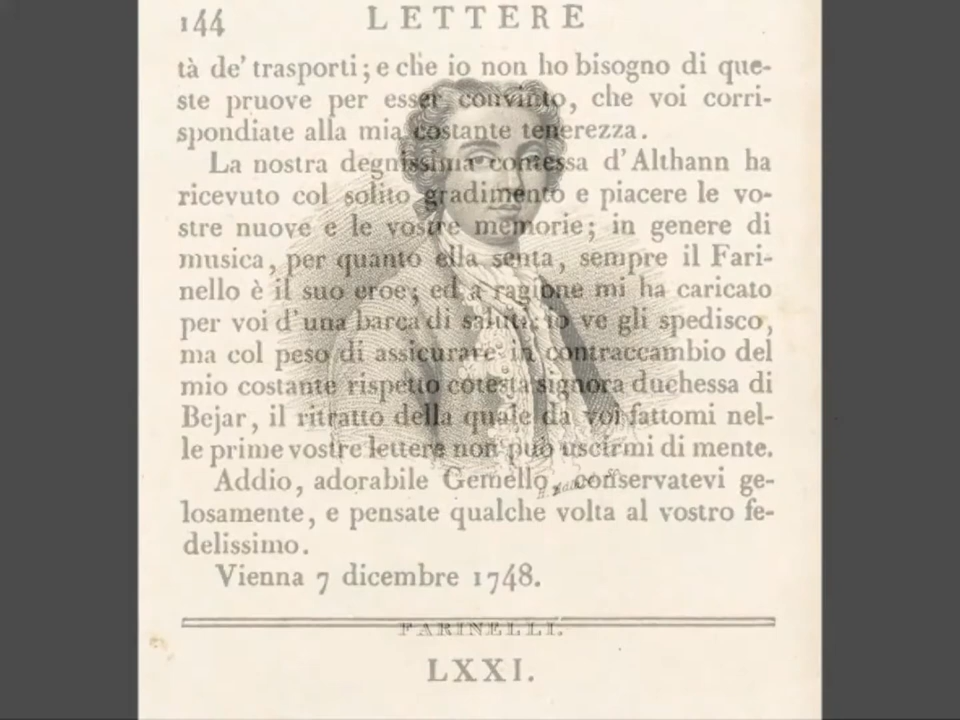 144 LETTERE
tà de' trasporti; e che io non ho bisogno di que-
ste pruove per esser convinto, che voi corri-
spondiate alla mia costante tenerezza.
La nostra degnissima contessa d'Althann ha
ricevuto col solito gradimento e piacere le vo-
stre nuove e le vostre memorie; in genere di
musica, per quanto ella senta, sempre il Fari-
nello è il suo eroe; ed a ragione mi ha caricato
per voi d'una barca di saluti: io ve gli spedisco,
ma col peso di assicurare in contraccambio del
mio costante rispetto cotesta signora duchessa di
Bejar, il ritratto della quale da voi fattomi nel-
le prime vostre lettere non può uscirmi di mente.
Addio, adorabile Gemello, conservatevi ge-
losamente, e pensate qualche volta al vostro fe-
delissimo.
Vienna 7 dicembre 1748.
FARINELLI.
LXXI.